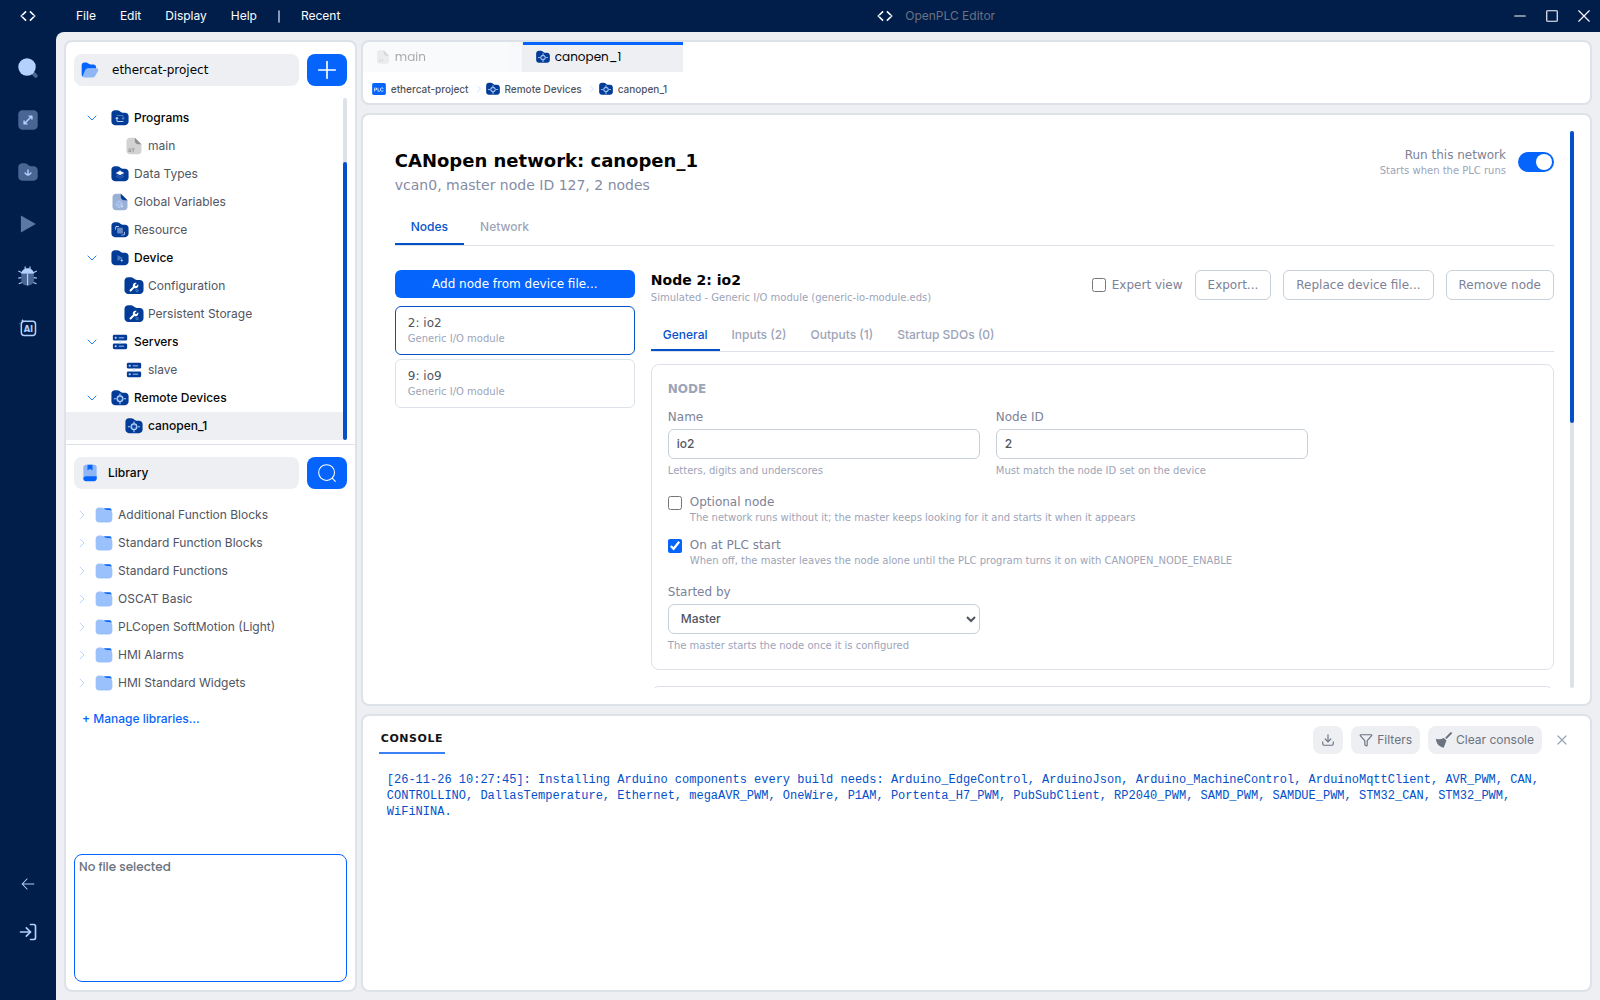 File Edit Display Help | Recent
OpenPLC Editor
ethercat-project
Programs
main
Data Types
Global Variables
Resource
Device
Configuration
Persistent Storage
Servers
slave
Remote Devices
canopen_1
Library
Additional Function Blocks
Standard Function Blocks
Standard Functions
OSCAT Basic
PLCopen SoftMotion (Light)
HMI Alarms
HMI Standard Widgets
+ Manage libraries...
No file selected
AI
main
canopen_1
PLC ethercat-project Remote Devices canopen_1
CANopen network: canopen_1
vcan0, master node ID 127, 2 nodes
Run this network
Starts when the PLC runs
Nodes Network
Add node from device file...
2: io2
Generic I/O module
9: io9
Generic I/O module
Node 2: io2
Simulated - Generic I/O module (generic-io-module.eds)
Expert view Export... Replace device file... Remove node
General Inputs (2) Outputs (1) Startup SDOs (0)
NODE
Name
io2
Letters, digits and underscores
Node ID
2
Must match the node ID set on the device
Optional node
The network runs without it; the master keeps looking for it and starts it when it appears
On at PLC start
When off, the master leaves the node alone until the PLC program turns it on with CANOPEN_NODE_ENABLE
Started by
Master
The master starts the node once it is configured
CONSOLE
Filters Clear console
[26-11-26 10:27:45]: Installing Arduino components every build needs: Arduino_EdgeControl, ArduinoJson, Arduino_MachineControl, ArduinoMqttClient, AVR_PWM, CAN,
CONTROLLINO, DallasTemperature, Ethernet, megaAVR_PWM, OneWire, P1AM, Portenta_H7_PWM, PubSubClient, RP2040_PWM, SAMD_PWM, SAMDUE_PWM, STM32_CAN, STM32_PWM,
WiFiNINA.